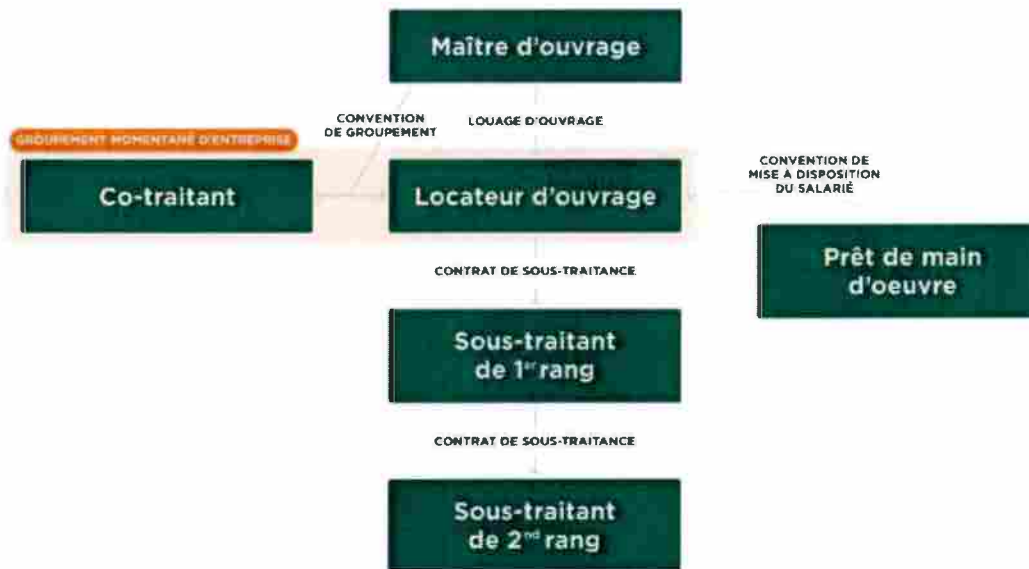 Maître d'ouvrage
CONVENTION
DE GROUPEMENT
LOUAGE D'OUVRAGE
GROUPEMENT MOMENTANÉ D'ENTREPRISE
Co-traitant
Locateur d'ouvrage
CONVENTION DE
MISE À DISPOSITION
DU SALARIÉ
Prêt de main
d'oeuvre
CONTRAT DE SOUS-TRAITANCE
Sous-traitant
de 1er rang
CONTRAT DE SOUS-TRAITANCE
Sous-traitant
de 2nd rang